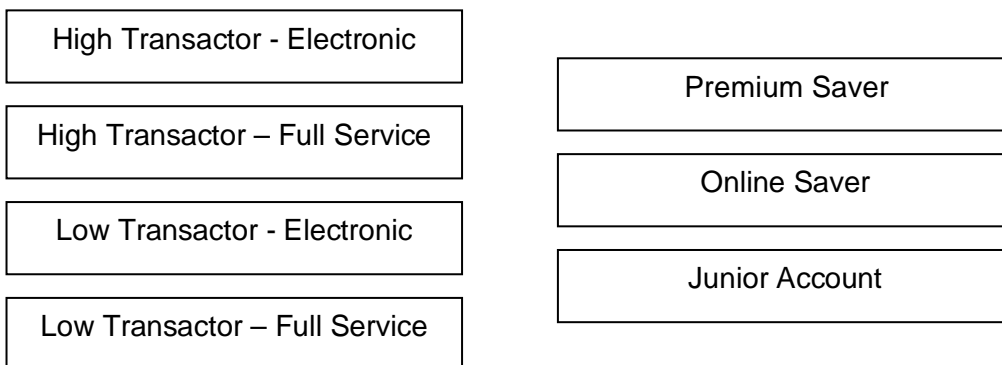 High Transactor - Electronic
High Transactor – Full Service
Low Transactor - Electronic
Low Transactor – Full Service
Premium Saver
Online Saver
Junior Account